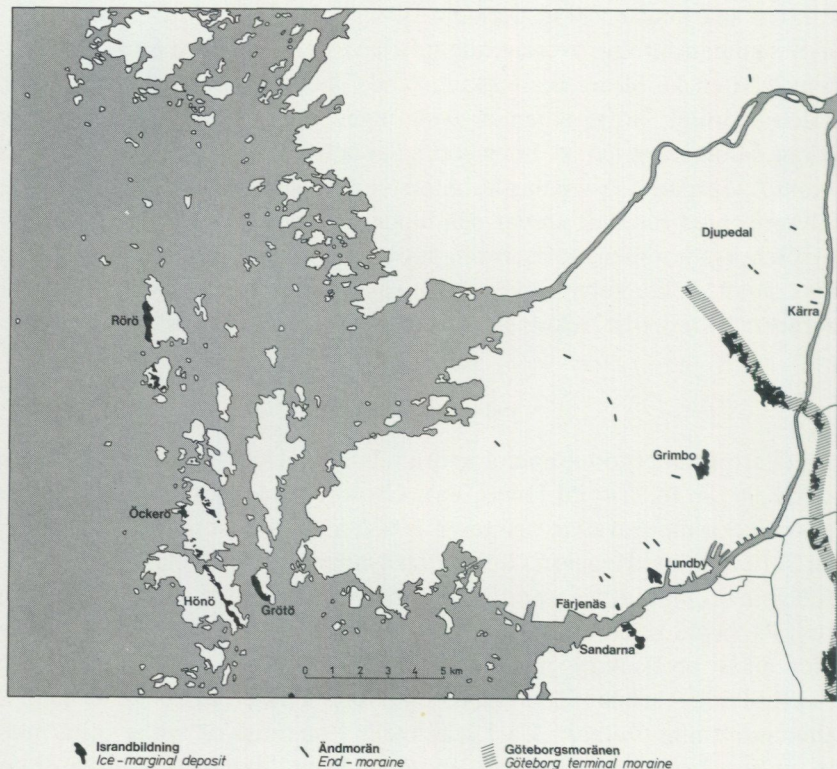 Djupedal
Kärra
Rörö
Grimbo
Öckerö
Lundby
Hönö
Grötö
Färjenäs
Sandarna
0 1 2 3 4 5 km
Israndbildning
Ice-marginal deposit
Ändmorän
End-moraine
Göteborgsmoränen
Göteborg terminal moraine